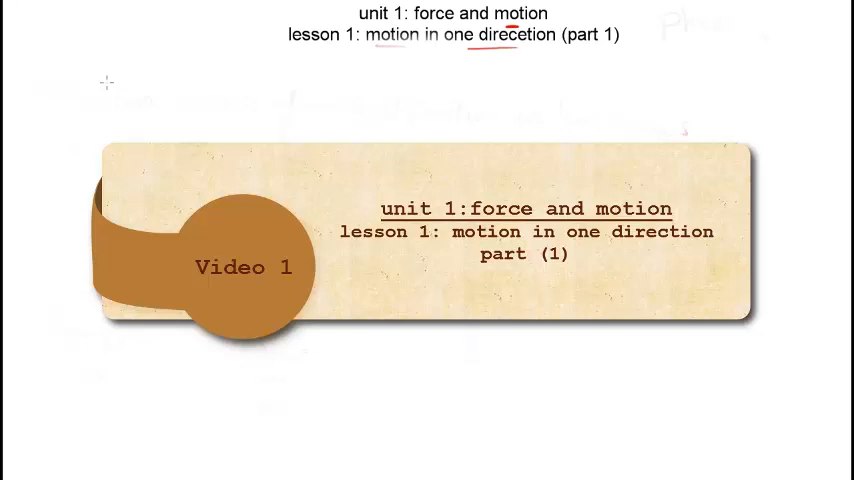 unit 1: force and motion
lesson 1: motion in one direcetion (part 1)
unit 1:force and motion
lesson 1: motion in one direction
part (1)
Video 1